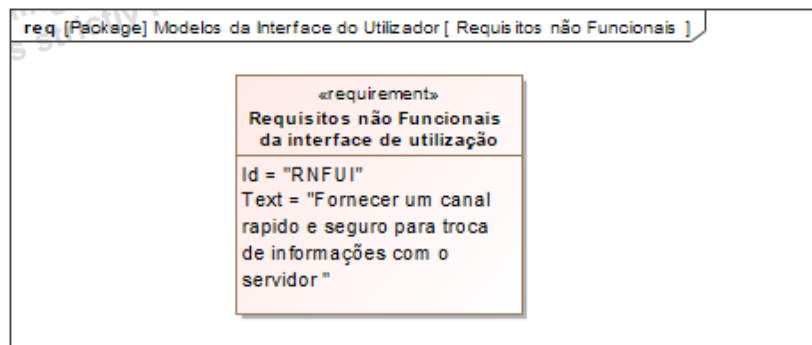 req [Package] Modelos da Interface do Utilizador [ Requisitos não Funcionais ]
«requirement»
Requisitos não Funcionais
da interface de utilização
Id = "RNFUI"
Text = "Fornecer um canal
rapido e seguro para troca
de informações com o
servidor "